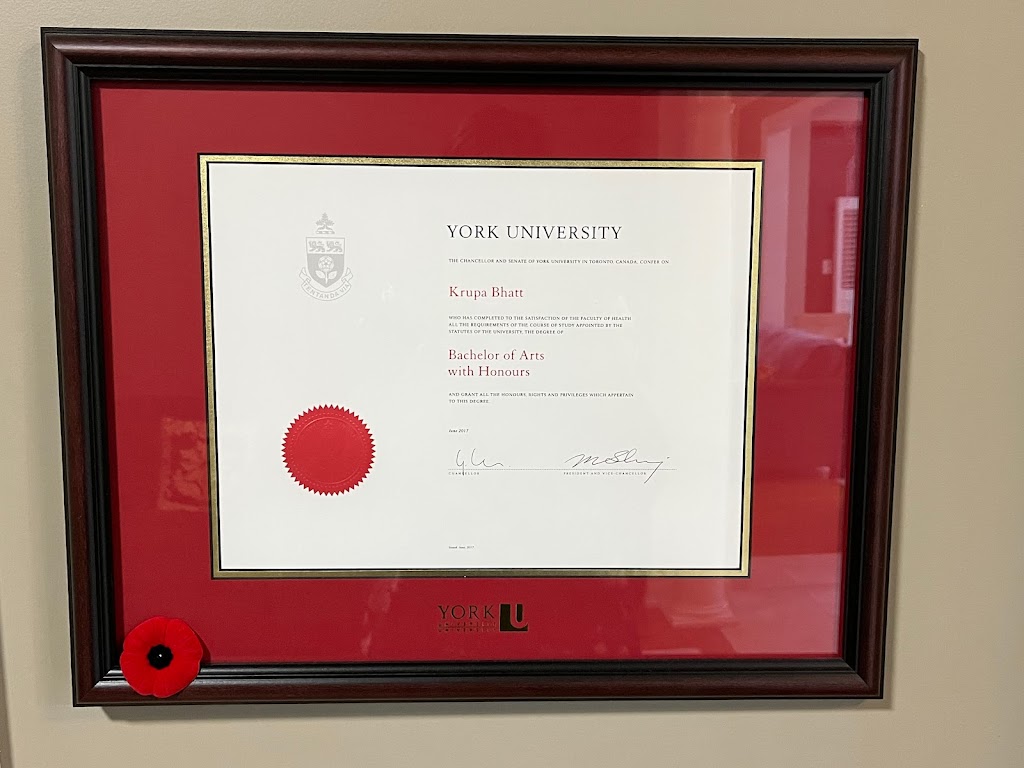 YORK UNIVERSITY
THE CHANCELLOR AND SENATE OF YORK UNIVERSITY IN TORONTO, CANADA, CONFER ON
Krupa Bhatt
WHO HAS COMPLETED TO THE SATISFACTION OF THE FACULTY OF HEALTH
ALL THE REQUIREMENTS OF THE COURSE OF STUDY APPOINTED BY THE
STATUTES OF THE UNIVERSITY, THE DEGREE OF
Bachelor of Arts
with Honours
AND GRANT ALL THE HONOURS, RIGHTS AND PRIVILEGES WHICH APPERTAIN
TO THIS DEGREE.
June 2017
CHANCELLOR PRESIDENT AND VICE-CHANCELLOR
YORK U